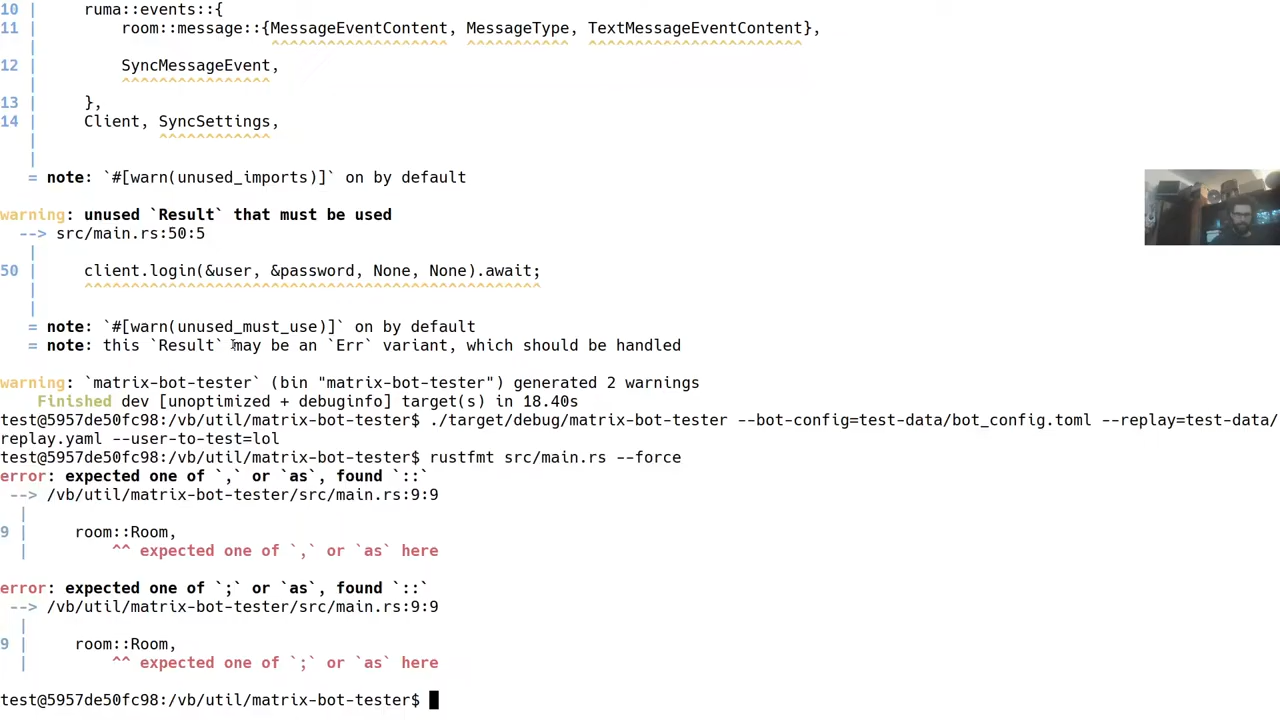 10 |     ruma::events::{
11 |         room::message::{MessageEventContent, MessageType, TextMessageEventContent},
   |                         ^^^^^^^^^^^^^^^^^^^  ^^^^^^^^^^^  ^^^^^^^^^^^^^^^^^^^^^^^
12 |         SyncMessageEvent,
   |         ^^^^^^^^^^^^^^^^
13 |     },
14 |     Client, SyncSettings,
   |             ^^^^^^^^^^^^
   |
   = note: `#[warn(unused_imports)]` on by default
warning: unused `Result` that must be used
  --> src/main.rs:50:5
   |
50 |     client.login(&user, &password, None, None).await;
   |     ^^^^^^^^^^^^^^^^^^^^^^^^^^^^^^^^^^^^^^^^^^^^^^^^^
   |
   = note: `#[warn(unused_must_use)]` on by default
   = note: this `Result` may be an `Err` variant, which should be handled
warning: `matrix-bot-tester` (bin "matrix-bot-tester") generated 2 warnings
    Finished dev [unoptimized + debuginfo] target(s) in 18.40s
test@5957de50fc98:/vb/util/matrix-bot-tester$ ./target/debug/matrix-bot-tester --bot-config=test-data/bot_config.toml --replay=test-data/
replay.yaml --user-to-test=lol
test@5957de50fc98:/vb/util/matrix-bot-tester$ rustfmt src/main.rs --force
error: expected one of `,` or `as`, found `::`
 --> /vb/util/matrix-bot-tester/src/main.rs:9:9
  |
9 |     room::Room,
  |         ^^ expected one of `,` or `as` here
error: expected one of `;` or `as`, found `::`
 --> /vb/util/matrix-bot-tester/src/main.rs:9:9
  |
9 |     room::Room,
  |         ^^ expected one of `;` or `as` here
test@5957de50fc98:/vb/util/matrix-bot-tester$